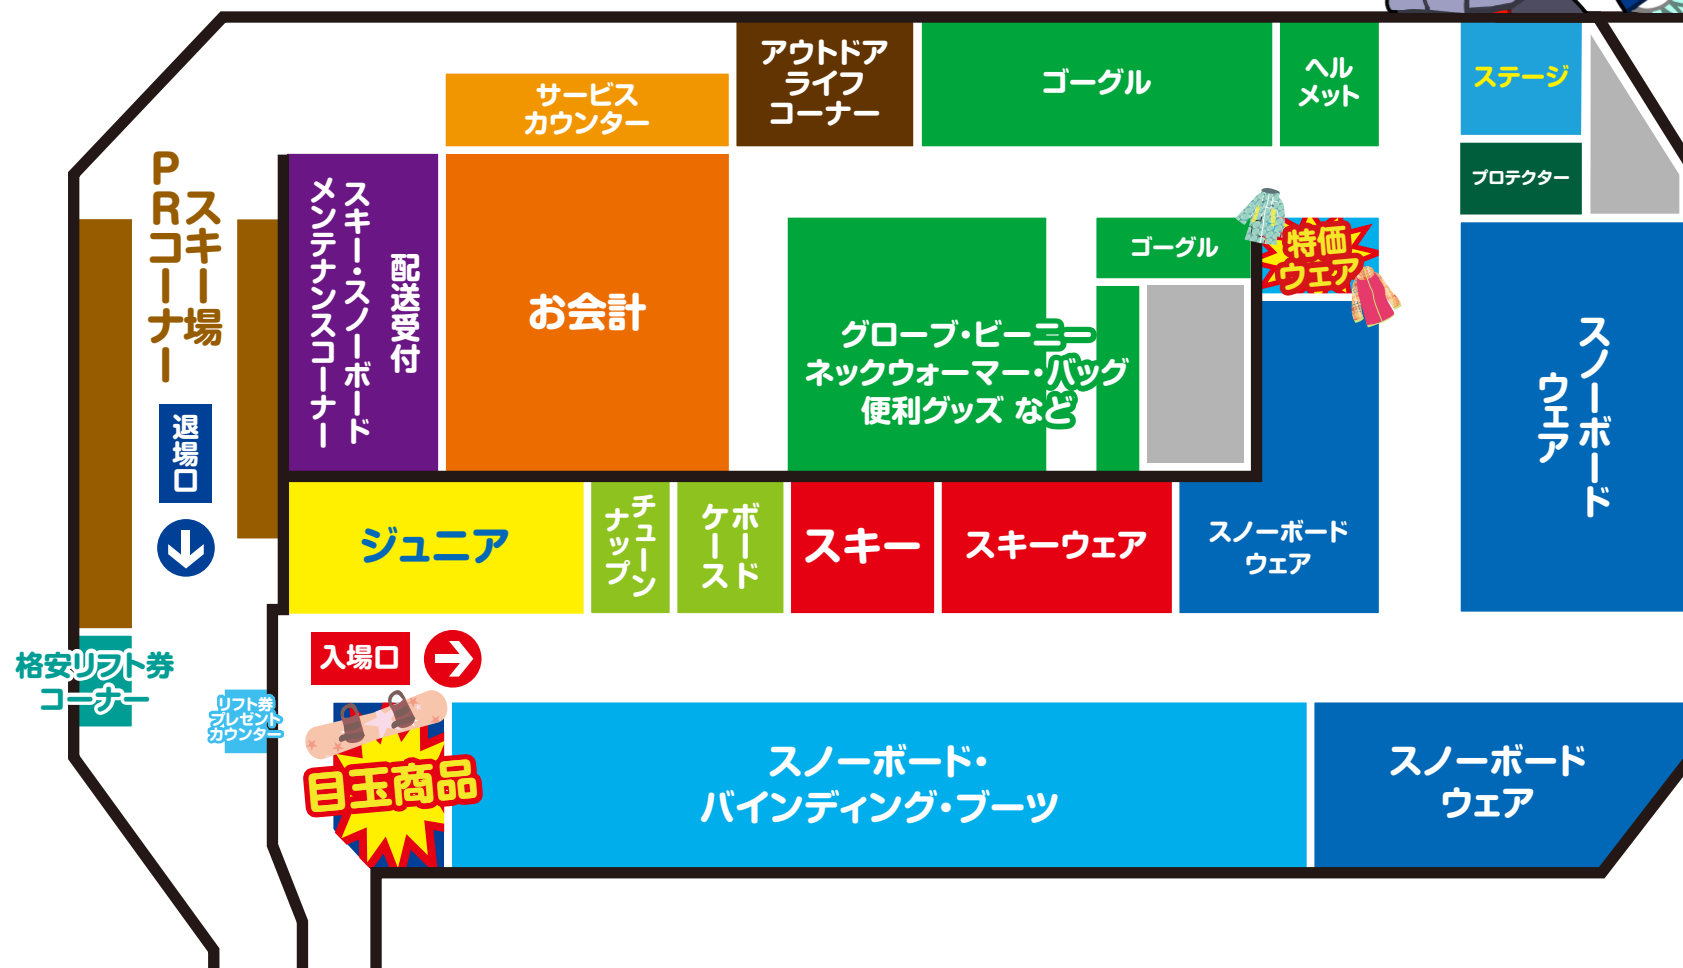 サービス
カウンター
アウトドア
ライフ
コーナー
ゴーグル
ヘル
メット
ステージ
プロテクター
スキー場
PRコーナー
配送受付
スキー・スノーボード
メンテナンスコーナー
お会計
ゴーグル
特価
ウェア
グローブ・ビーニー
ネックウォーマー・バッグ
便利グッズ など
スノーボード
ウェア
退場口
ジュニア
チューン
ナップ
ボード
ケース
スキー
スキーウェア
スノーボード
ウェア
入場口
格安リフト券
コーナー
リフト券
プレゼント
カウンター
目玉商品
スノーボード・
バインディング・ブーツ
スノーボード
ウェア